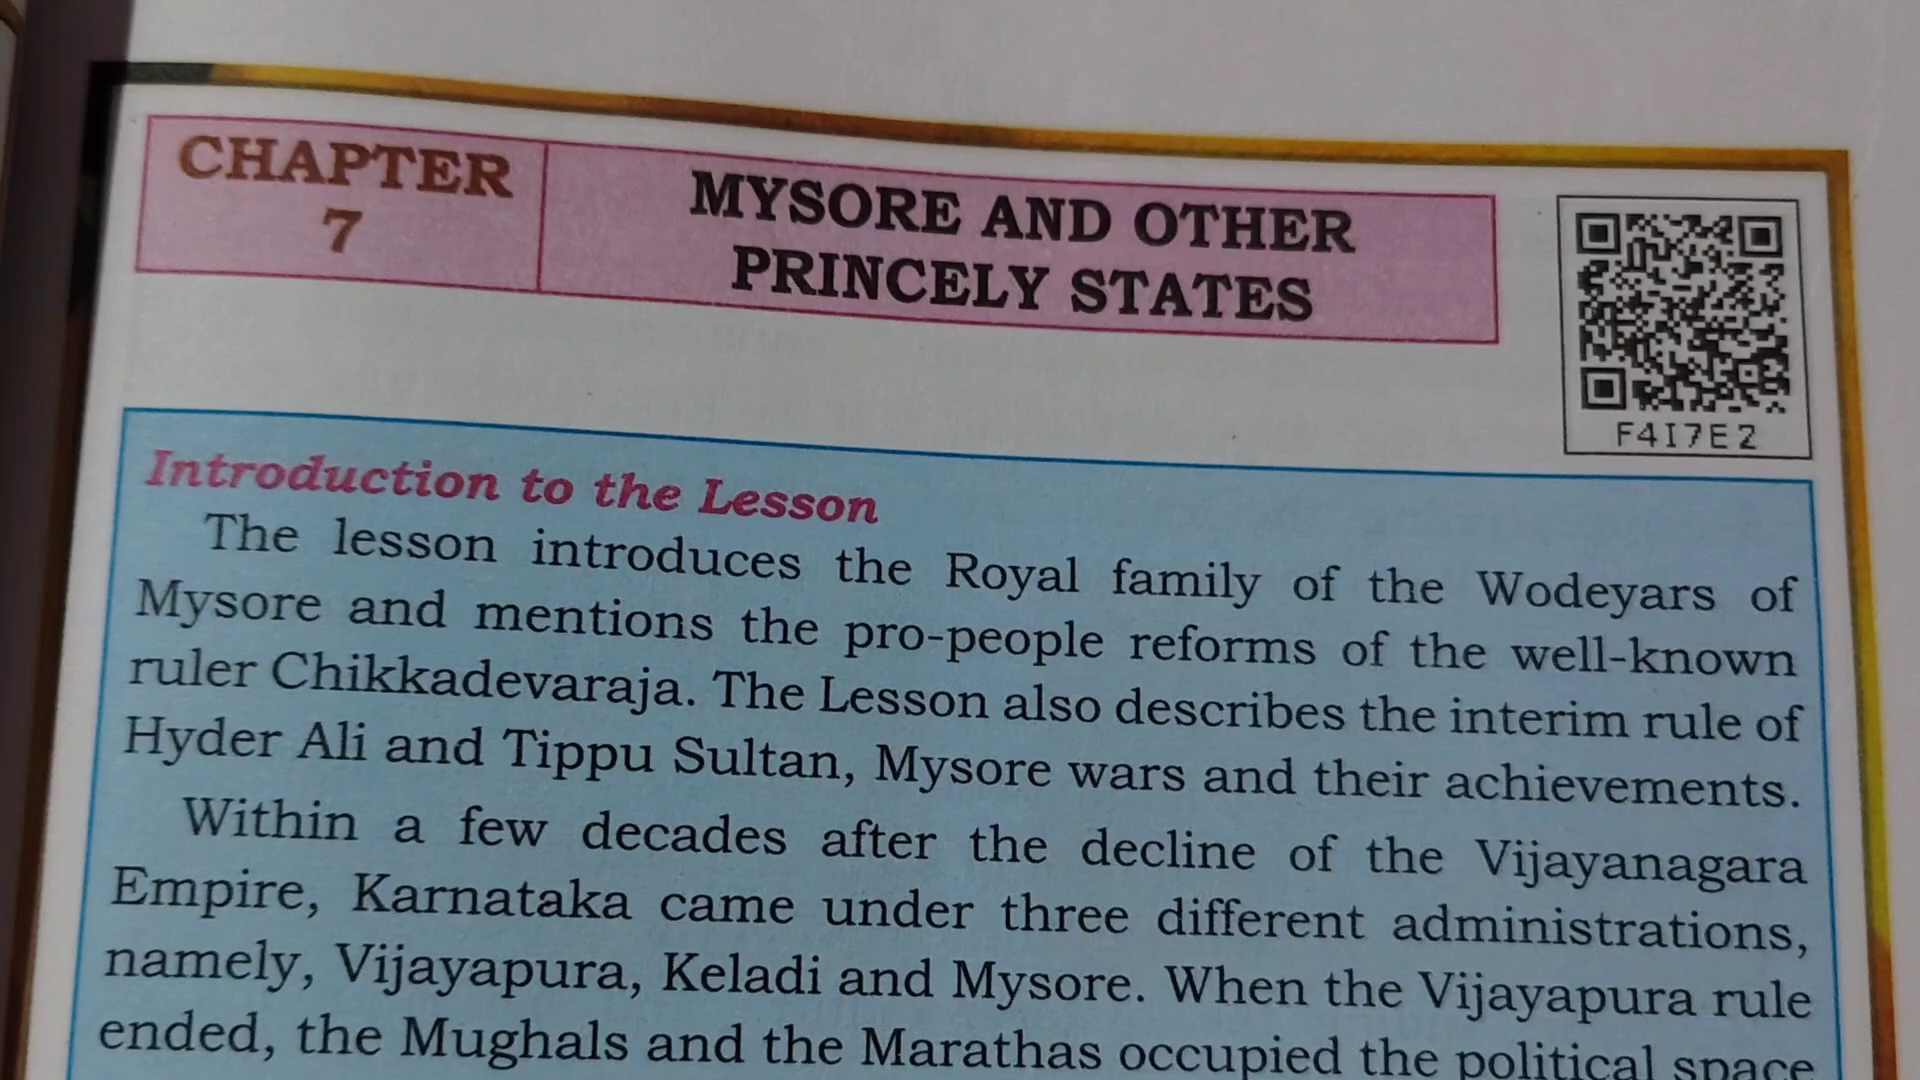 CHAPTER
7
MYSORE AND OTHER
PRINCELY STATES
F4I7E2
Introduction to the Lesson
The lesson introduces the Royal family of the Wodeyars of
Mysore and mentions the pro-people reforms of the well-known
ruler Chikkadevaraja. The Lesson also describes the interim rule of
Hyder Ali and Tippu Sultan, Mysore wars and their achievements.
Within a few decades after the decline of the Vijayanagara
Empire, Karnataka came under three different administrations,
namely, Vijayapura, Keladi and Mysore. When the Vijayapura rule
ended, the Mughals and the Marathas occupied the political space